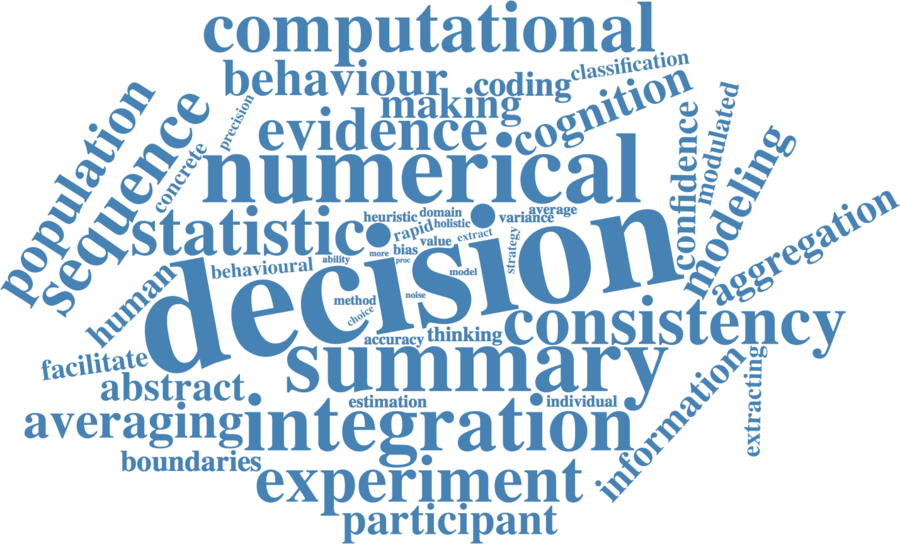 computational
behaviour
coding
classification
making
cognition
evidence
precision
population
sequence
concrete
numerical
confidence
modulated
modeling
aggregation
statistic
heuristic
domain
rapid
holistic
variance
average
bias
value
extract
strategy
more
proc
behavioural
ability
model
human
decision
method
noise
choice
accuracy
thinking
consistency
facilitate
summary
abstract
estimation
individual
averaging
integration
information
extracting
boundaries
experiment
participant